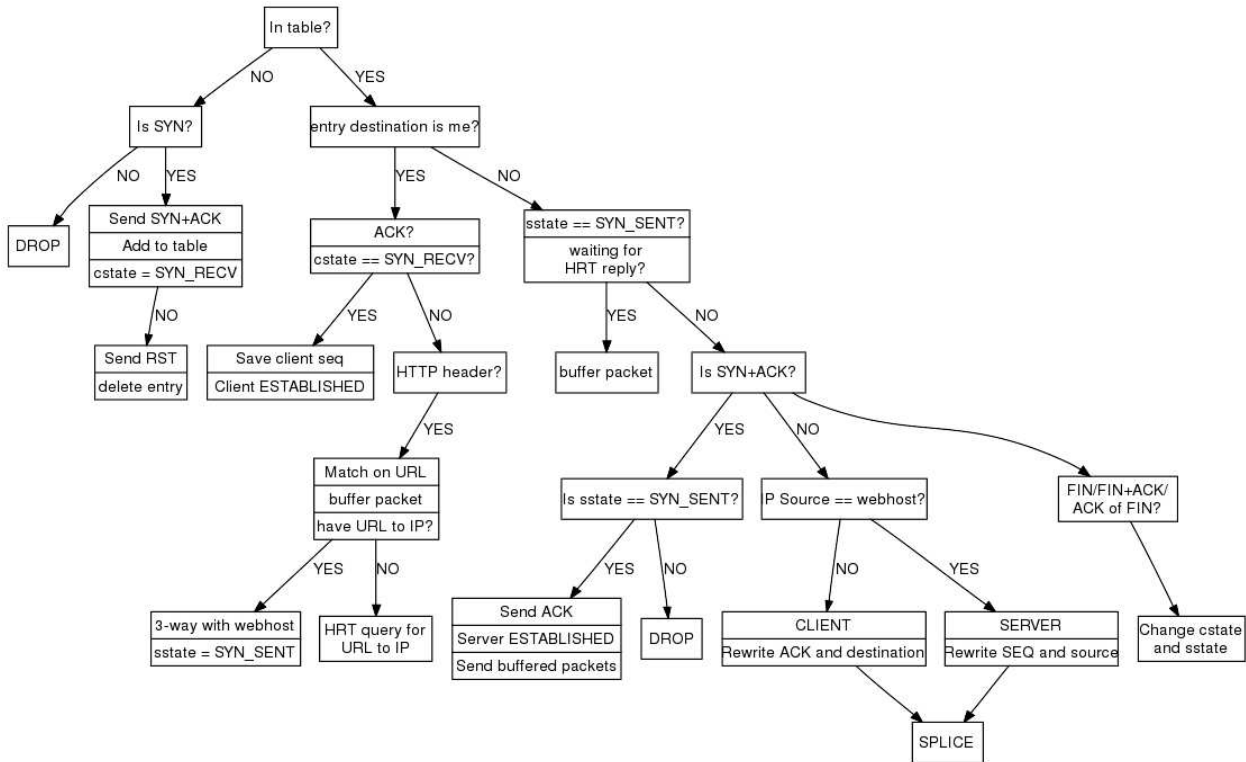 In table?
NO
YES
Is SYN?
entry destination is me?
NO
YES
YES
NO
DROP
Send SYN+ACK
Add to table
cstate = SYN_RECV
ACK?
cstate == SYN_RECV?
sstate == SYN_SENT?
waiting for
HRT reply?
NO
YES
NO
YES
NO
Send RST
delete entry
Save client seq
Client ESTABLISHED
HTTP header?
buffer packet
Is SYN+ACK?
YES
YES
NO
Match on URL
buffer packet
have URL to IP?
Is sstate == SYN_SENT?
IP Source == webhost?
FIN/FIN+ACK/
ACK of FIN?
YES
NO
YES
NO
NO
YES
3-way with webhost
sstate = SYN_SENT
HRT query for
URL to IP
Send ACK
Server ESTABLISHED
Send buffered packets
DROP
CLIENT
Rewrite ACK and destination
SERVER
Rewrite SEQ and source
Change cstate
and sstate
SPLICE